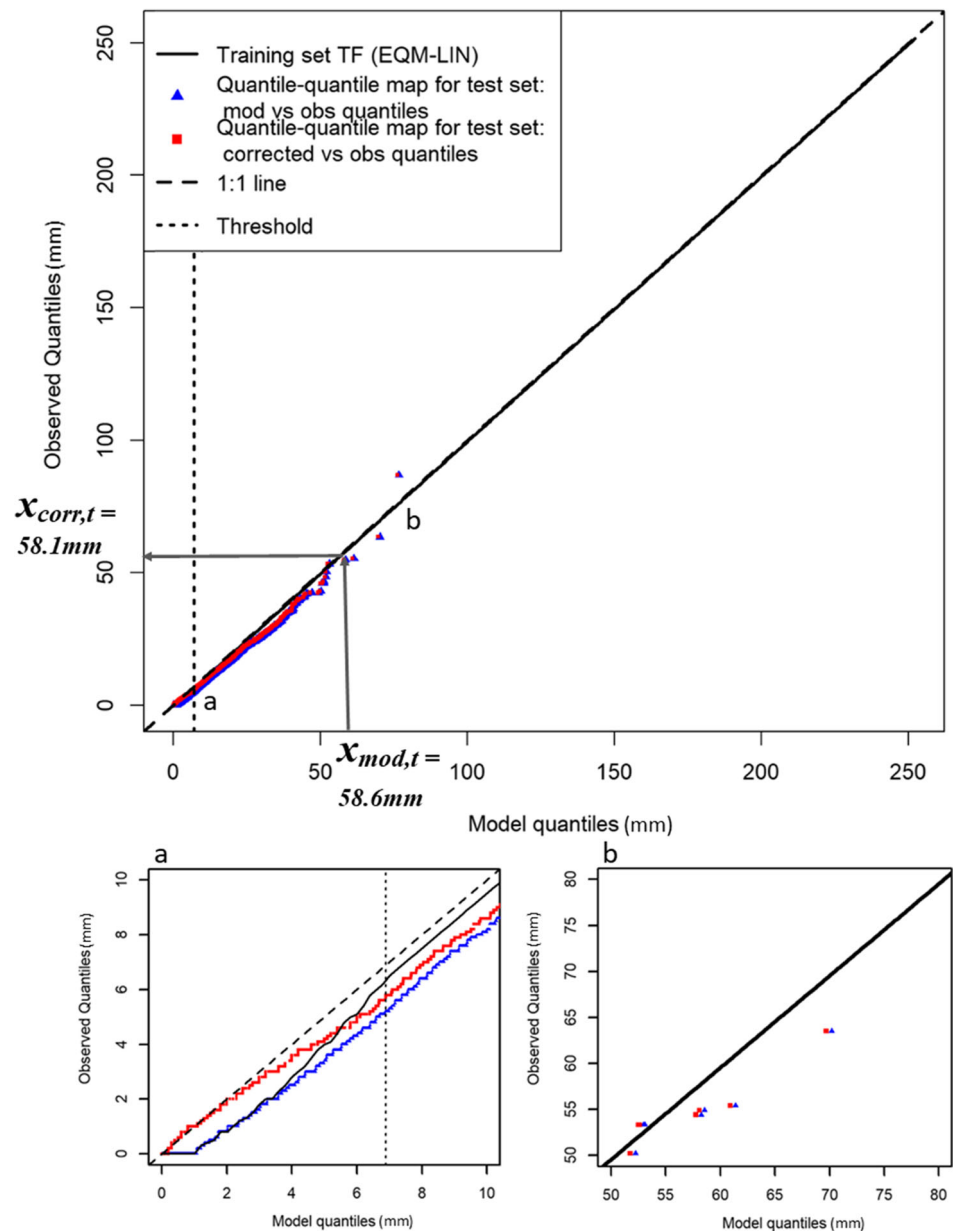 Training set TF (EQM-LIN)
Quantile-quantile map for test set:
mod vs obs quantiles
Quantile-quantile map for test set:
corrected vs obs quantiles
1:1 line
Threshold
Observed Quantiles (mm)
250
200
150
100
50
0
x corr,t =
58.1mm
b
a
0
50
100
150
200
250
x mod,t =
58.6mm
Model quantiles (mm)
a
Observed Quantiles (mm)
10
8
6
4
2
0
0 2 4 6 8 10
Model quantiles (mm)
b
Observed Quantiles (mm)
80
75
70
65
60
55
50
50 55 60 65 70 75 80
Model quantiles (mm)